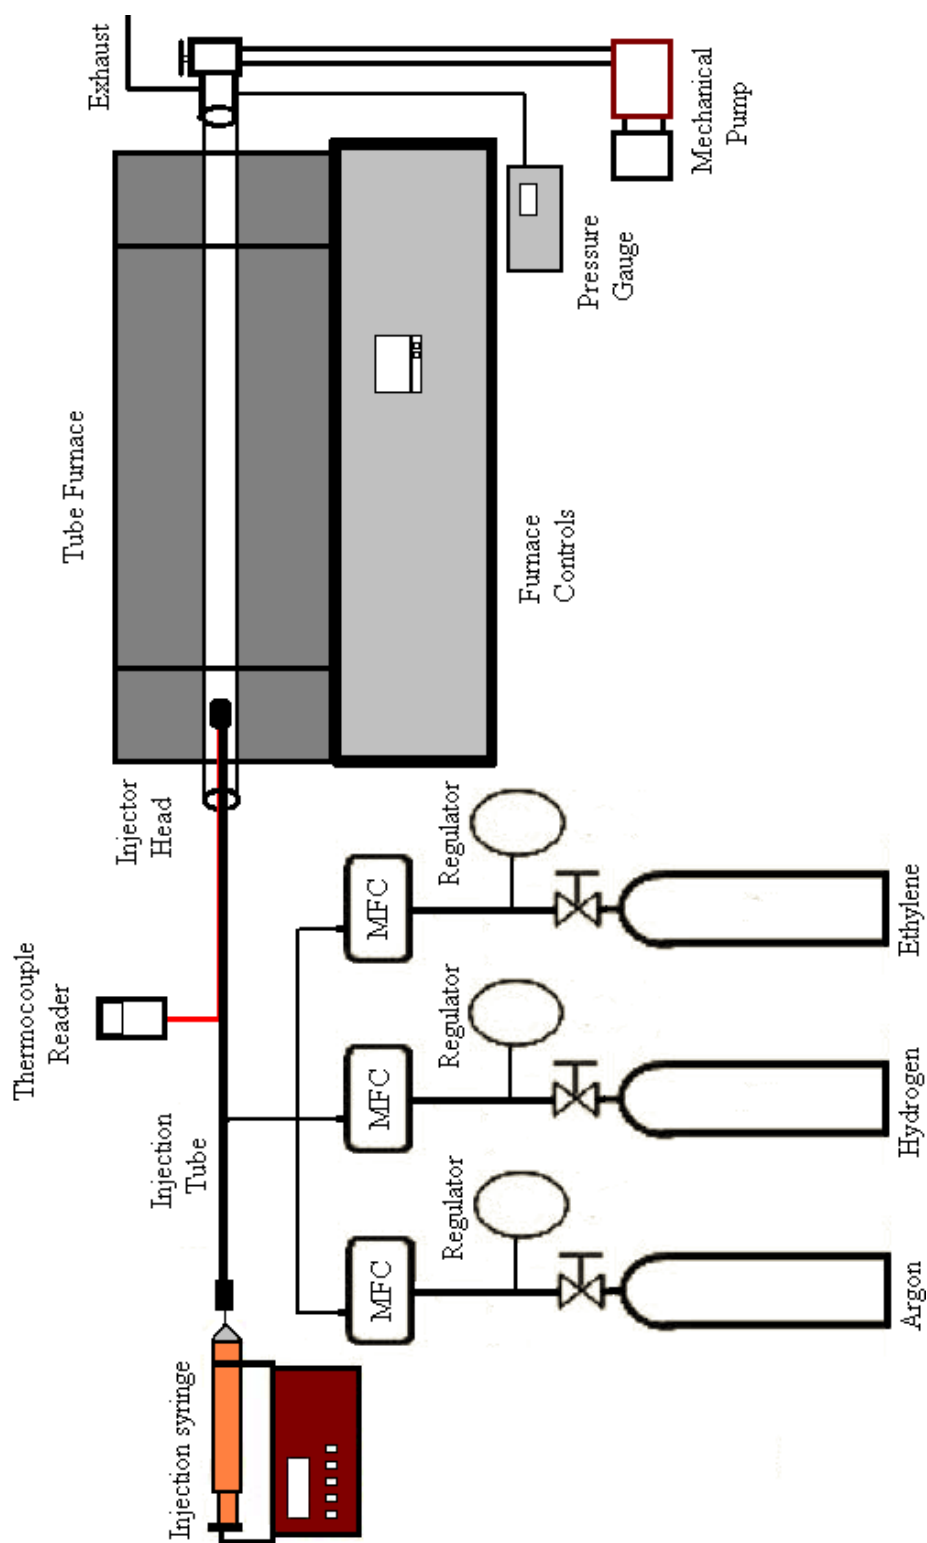 Injection syringe
Injection
Tube
Thermocouple
Reader
Injector
Head
Tube Furnace
Exhaust
Mechanical
Pump
Pressure
Gauge
Furnace
Controls
MFC
Regulator
Argon
MFC
Regulator
Hydrogen
MFC
Regulator
Ethylene